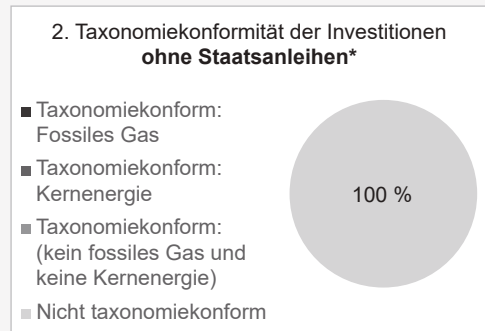 2. Taxonomiekonformität der Investitionen
ohne Staatsanleihen*
Taxonomiekonform:
Fossiles Gas
Taxonomiekonform:
Kernenergie
Taxonomiekonform:
(kein fossiles Gas und
keine Kernenergie)
Nicht taxonomiekonform
100 %